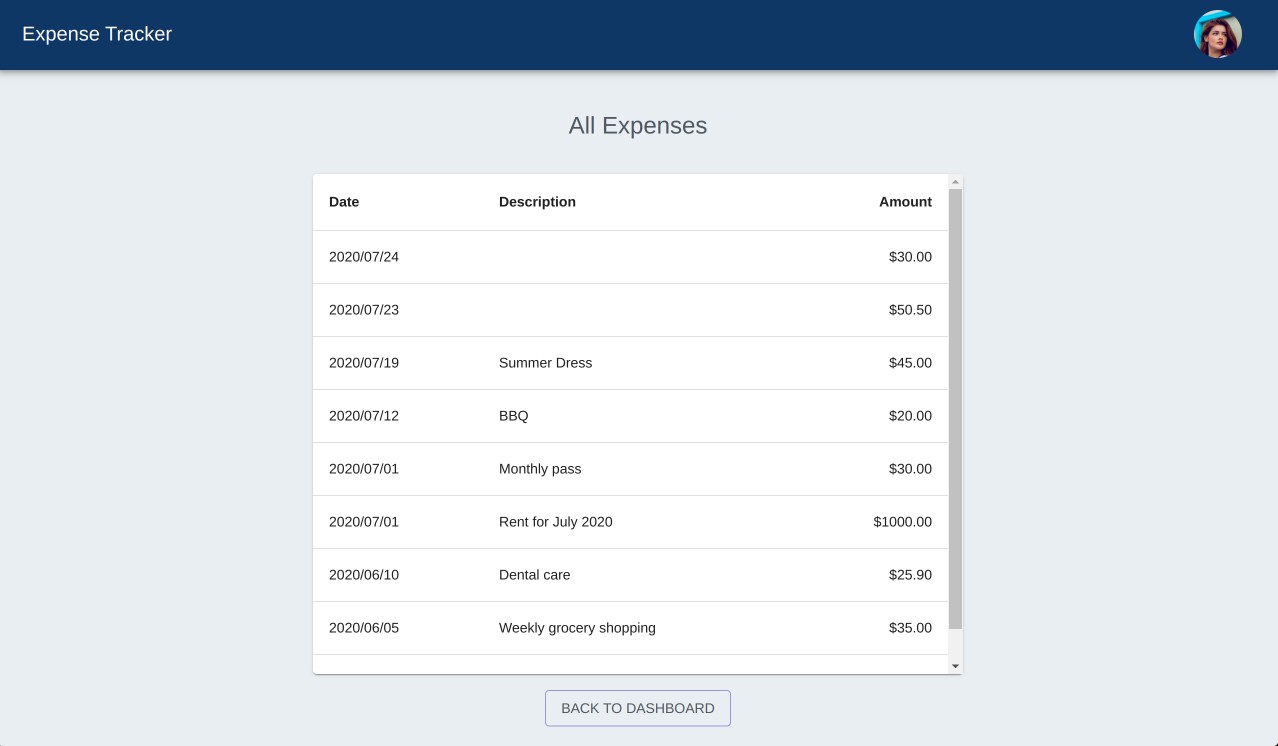 Expense Tracker
All Expenses
Date Description Amount
2020/07/24 $30.00
2020/07/23 $50.50
2020/07/19 Summer Dress $45.00
2020/07/12 BBQ $20.00
2020/07/01 Monthly pass $30.00
2020/07/01 Rent for July 2020 $1000.00
2020/06/10 Dental care $25.90
2020/06/05 Weekly grocery shopping $35.00
BACK TO DASHBOARD